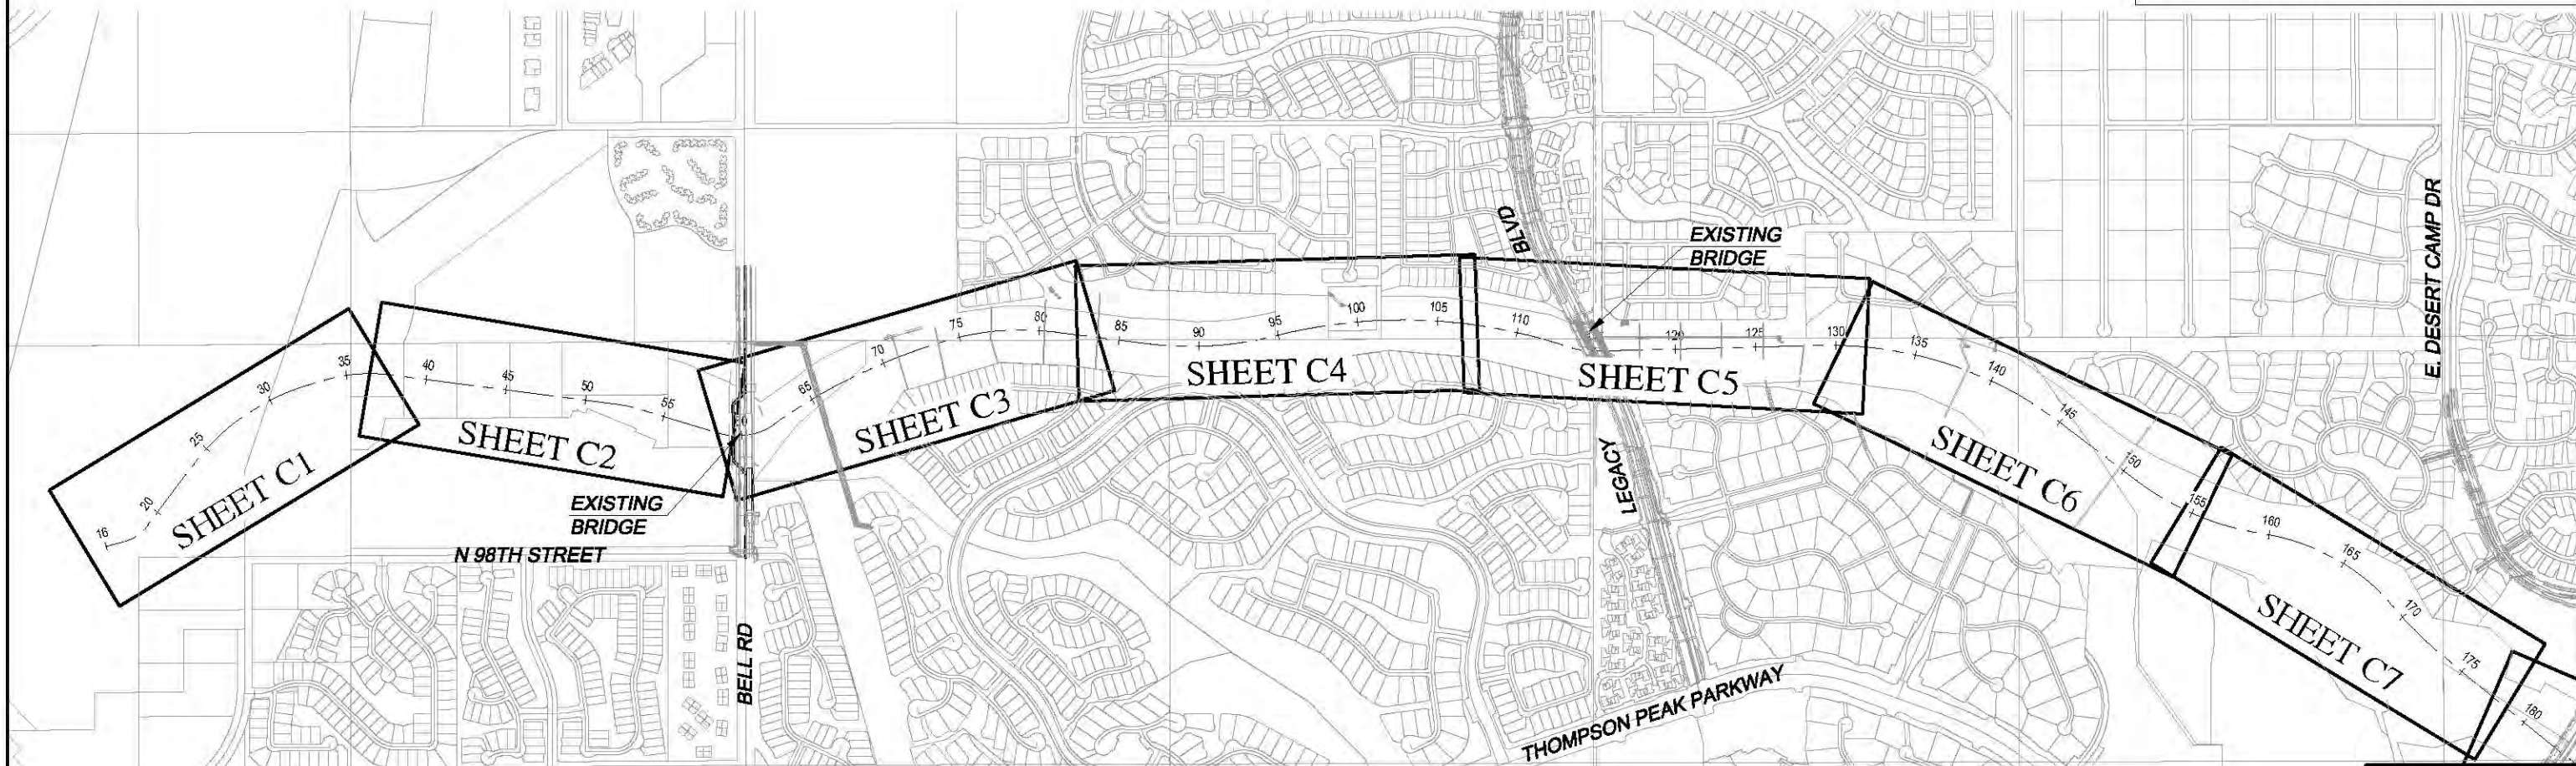 BLVD
EXISTING
BRIDGE
E. DESERT CAMP DR
16
20
25
30
35
SHEET C1
40
45
50
55
SHEET C2
EXISTING
BRIDGE
N 98TH STREET
BELL RD
65
70
75
80
SHEET C3
85
90
95
100
105
SHEET C4
110
120
125
130
SHEET C5
LEGACY
135
140
145
150
SHEET C6
155
160
165
170
175
SHEET C7
180
THOMPSON PEAK PARKWAY